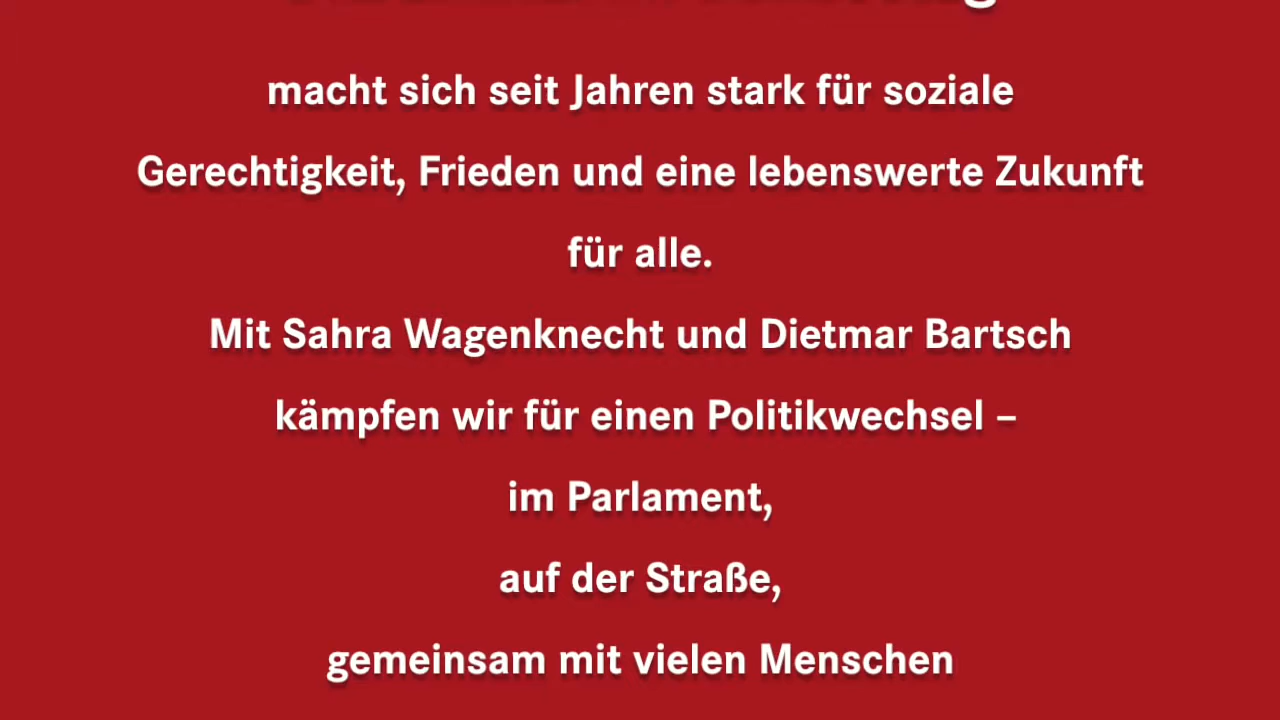 macht sich seit Jahren stark für soziale
Gerechtigkeit, Frieden und eine lebenswerte Zukunft
für alle.
Mit Sahra Wagenknecht und Dietmar Bartsch
kämpfen wir für einen Politikwechsel –
im Parlament,
auf der Straße,
gemeinsam mit vielen Menschen